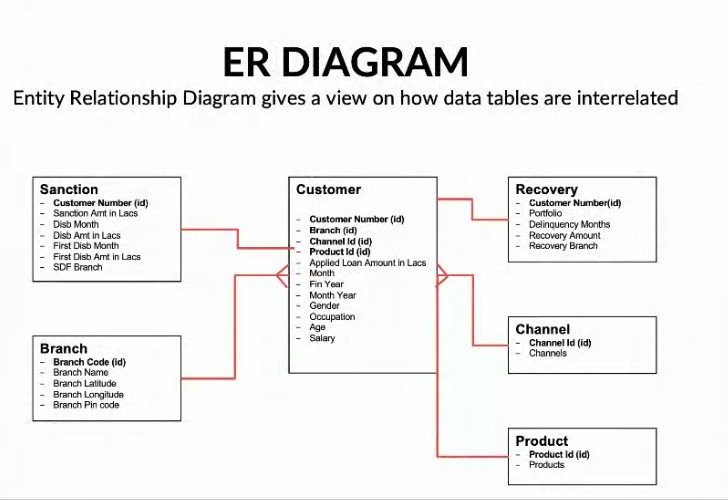 ER DIAGRAM
Entity Relationship Diagram gives a view on how data tables are interrelated
Sanction
- Customer Number (id)
- Sanction Amt in Lacs
- Disb Month
- Disb Amt in Lacs
- First Disb Month
- First Disb Amt in Lacs
- SDF Branch
Branch
- Branch Code (id)
- Branch Name
- Branch Latitude
- Branch Longitude
- Branch Pin code
Customer
- Customer Number (id)
- Branch (id)
- Channel Id (id)
- Product Id (id)
- Applied Loan Amount in Lacs
- Month
- Fin Year
- Month Year
- Gender
- Occupation
- Age
- Salary
Recovery
- Customer Number(id)
- Portfolio
- Delinquency Months
- Recovery Amount
- Recovery Branch
Channel
- Channel Id (id)
- Channels
Product
- Product Id (id)
- Products